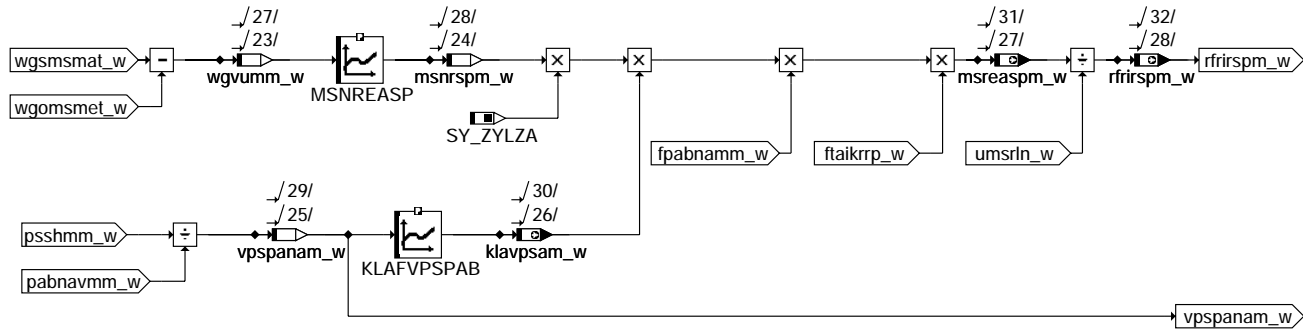 27/
28/
31/
32/
wgsmsmat_w
23/
24/
27/
28/
rfrirspm_w
wgvumm_w
MSNREASP
msnrspm_w
msreaspm_w
rfrirspm_w
wgomsmet_w
SY_ZYLZA
fpabnamm_w
ftaikrrp_w
umsrln_w
29/
30/
psshmm_w
25/
26/
vpspanam_w
KLAFVPSPAB
klavpsam_w
pabnavmm_w
vpspanam_w